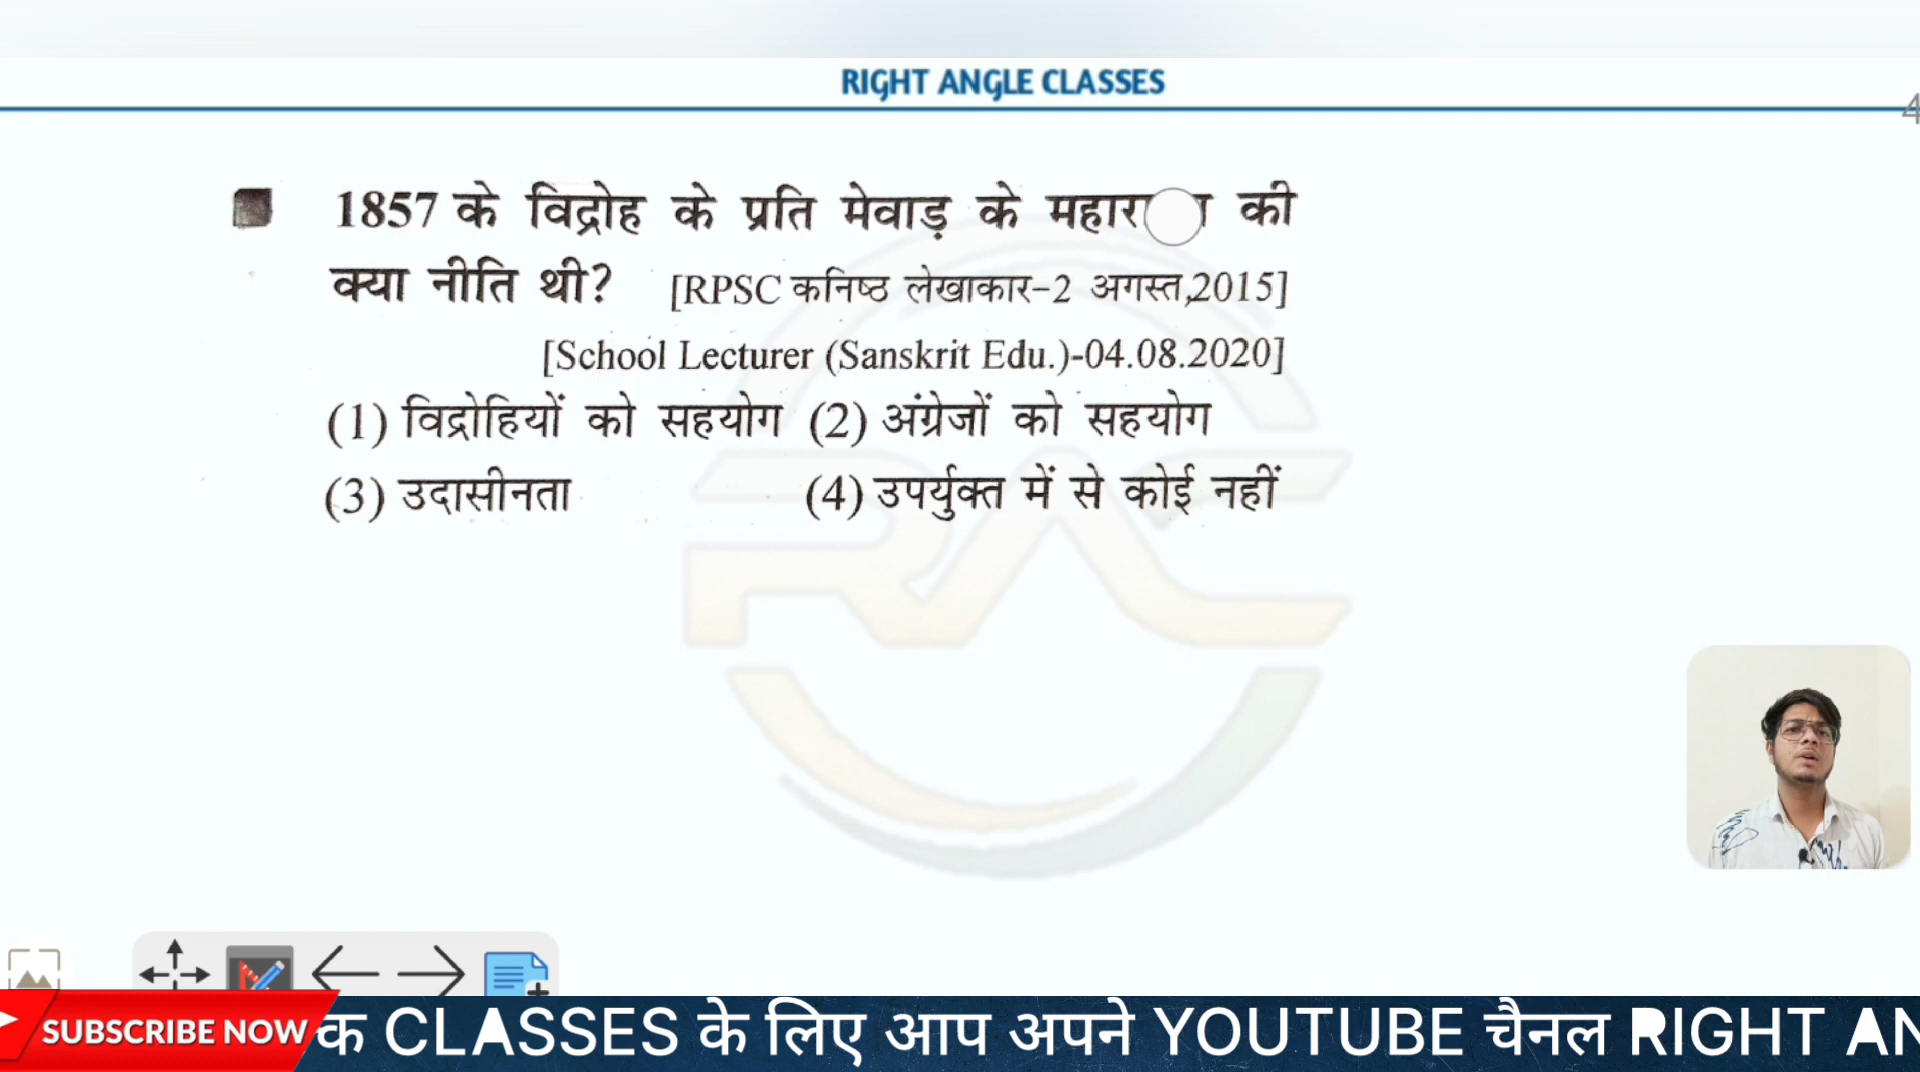 RIGHT ANGLE CLASSES
4
1857 के विद्रोह के प्रति मेवाड़ के की
क्या नीति थी? [RPSC कनिष्ठ लेखाकार-2 अगस्त,2015]
[School Lecturer (Sanskrit Edu.)-04.08.2020]
(1) विद्रोहियों को सहयोग (2) अंग्रेजों को सहयोग
(3) उदासीनता (4) उपर्युक्त में से कोई नहीं
SUBSCRIBE NOW क CLASSES के लिए आप अपने YOUTUBE चैनल RIGHT AN